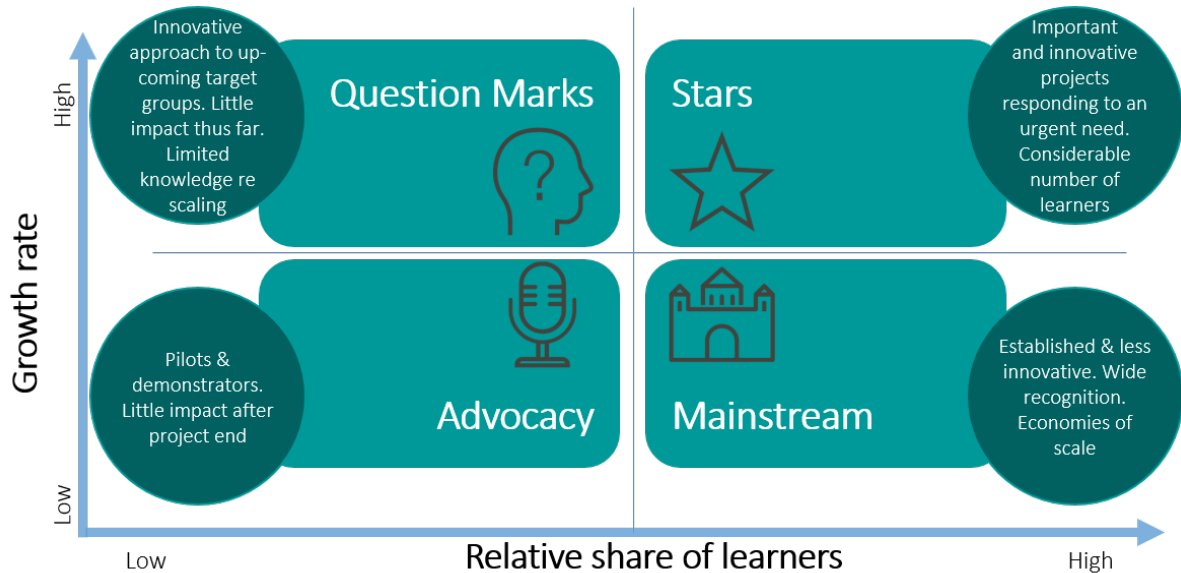 Innovative
approach to up-
coming target
groups. Little
impact thus far.
Limited
knowledge re
scaling
Question Marks
?
Stars
Important
and innovative
projects
responding to an
urgent need.
Considerable
number of
learners
High
Growth rate
Low
Pilots &
demonstrators.
Little impact after
project end
Advocacy
Mainstream
Established & less
innovative. Wide
recognition.
Economies of
scale
Low
Relative share of learners
High